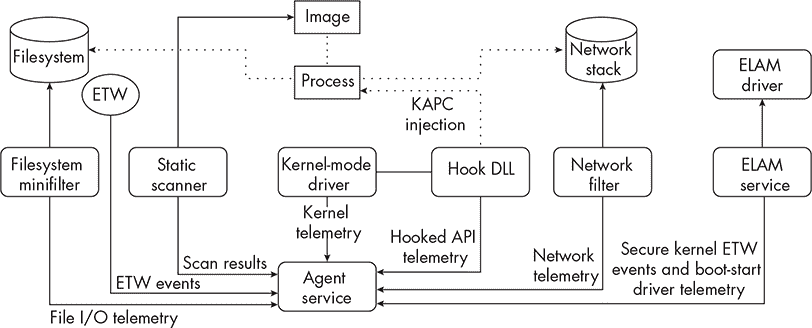 Image
Filesystem
Network
stack
Process
ETW
ELAM
driver
KAPC
injection
Filesystem
minifilter
Static
scanner
Kernel-mode
driver
Hook DLL
Network
filter
ELAM
service
Kernel
telemetry
Hooked API
telemetry
Network
telemetry
Secure kernel ETW
events and boot-start
driver telemetry
Scan results
Agent
service
ETW events
File I/O telemetry